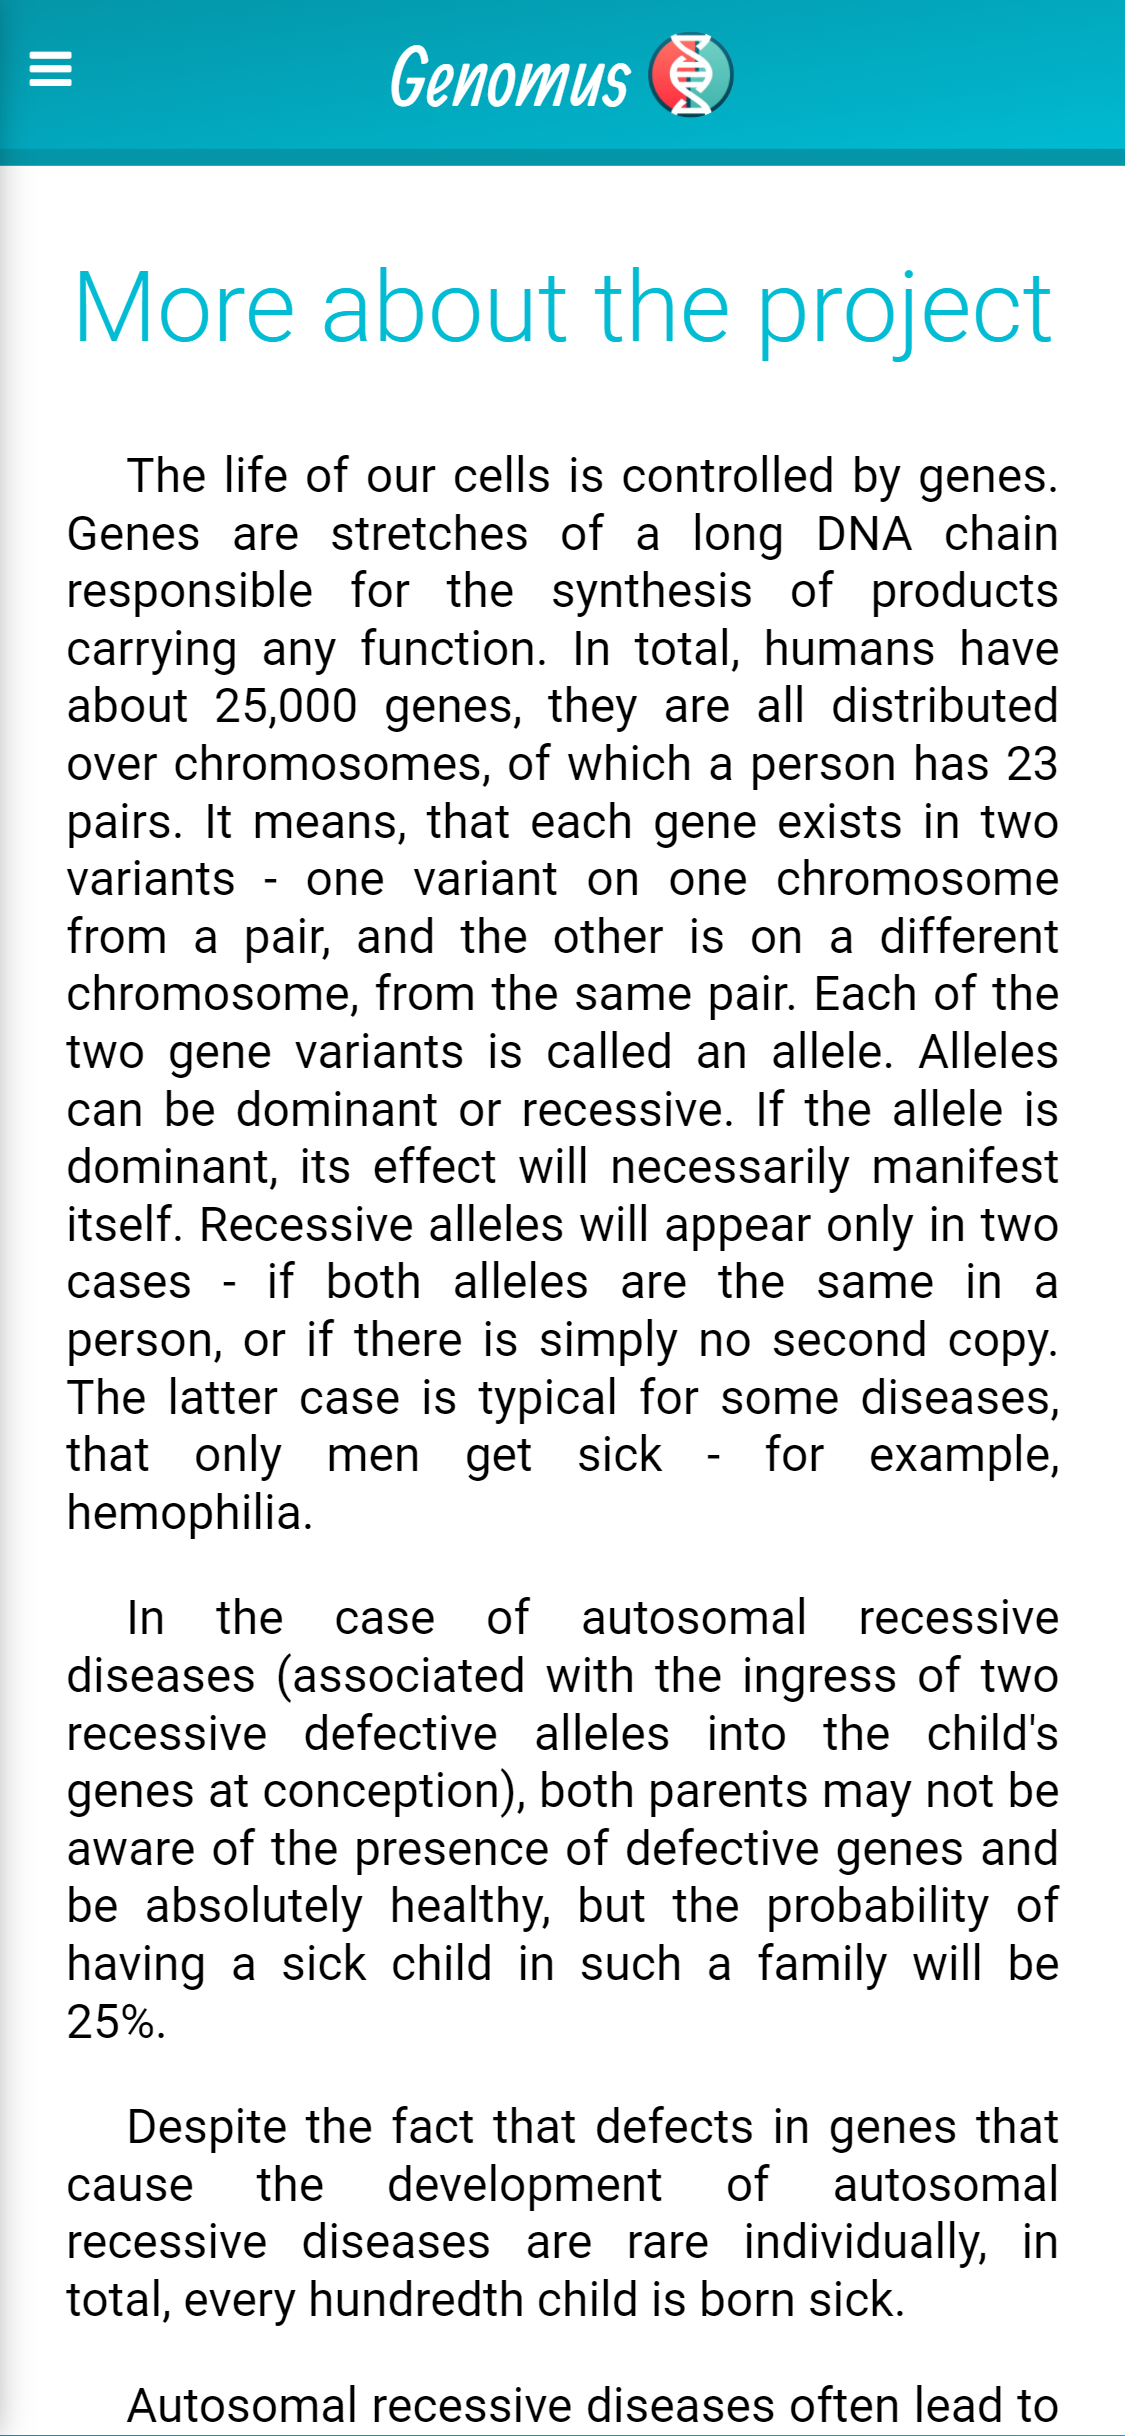 Genomus
More about the project
The life of our cells is controlled by genes.
Genes are stretches of a long DNA chain
responsible for the synthesis of products
carrying any function. In total, humans have
about 25,000 genes, they are all distributed
over chromosomes, of which a person has 23
pairs. It means, that each gene exists in two
variants - one variant on one chromosome
from a pair, and the other is on a different
chromosome, from the same pair. Each of the
two gene variants is called an allele. Alleles
can be dominant or recessive. If the allele is
dominant, its effect will necessarily manifest
itself. Recessive alleles will appear only in two
cases - if both alleles are the same in a
person, or if there is simply no second copy.
The latter case is typical for some diseases,
that only men get sick - for example,
hemophilia.
In the case of autosomal recessive
diseases (associated with the ingress of two
recessive defective alleles into the child's
genes at conception), both parents may not be
aware of the presence of defective genes and
be absolutely healthy, but the probability of
having a sick child in such a family will be
25%.
Despite the fact that defects in genes that
cause the development of autosomal
recessive diseases are rare individually, in
total, every hundredth child is born sick.
Autosomal recessive diseases often lead to